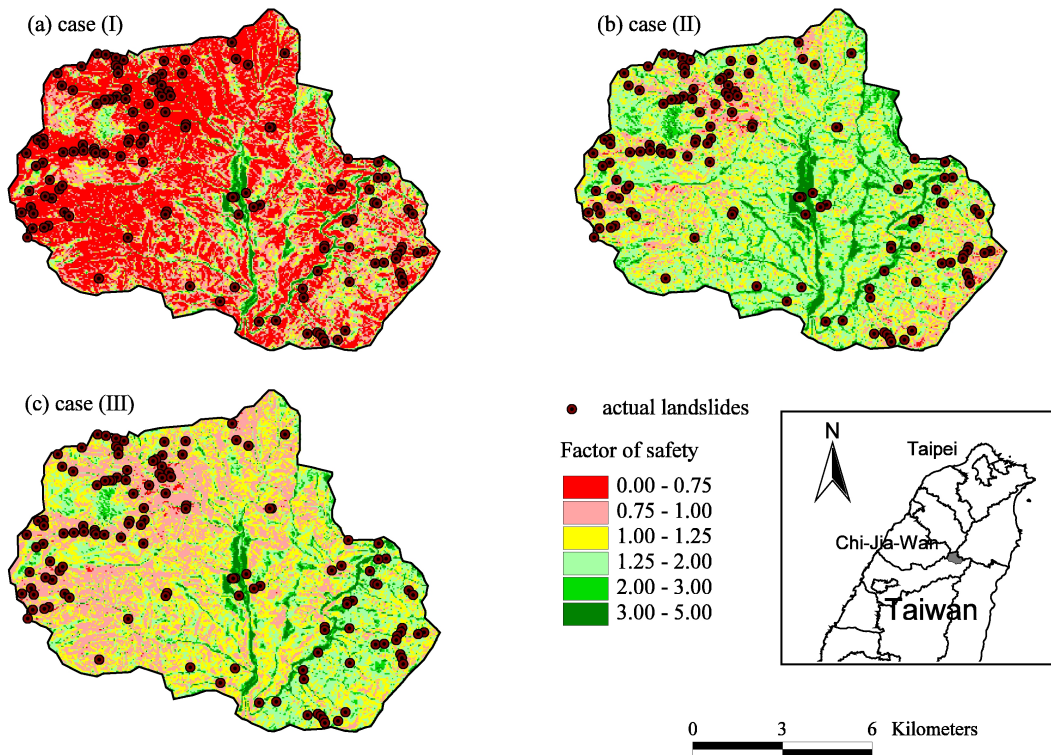 (a) case (I)
(b) case (II)
(c) case (III)
actual landslides
Factor of safety
0.00 - 0.75
0.75 - 1.00
1.00 - 1.25
1.25 - 2.00
2.00 - 3.00
3.00 - 5.00
N
Taipei
Chi-Jia-Wan
Taiwan
0 3 6 Kilometers